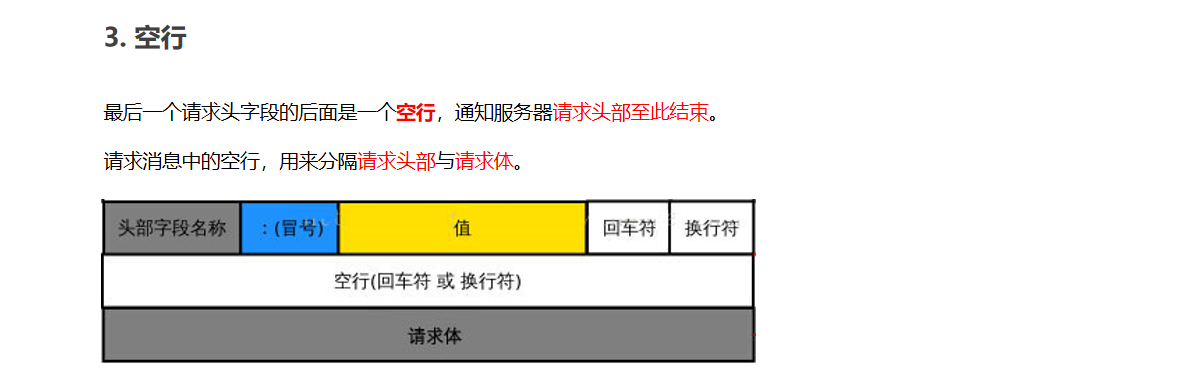 3. 空行
最后一个请求头字段的后面是一个空行，通知服务器请求头部至此结束。
请求消息中的空行，用来分隔请求头部与请求体。
头部字段名称 ：(冒号) 值 回车符 换行符
空行(回车符 或 换行符)
请求体